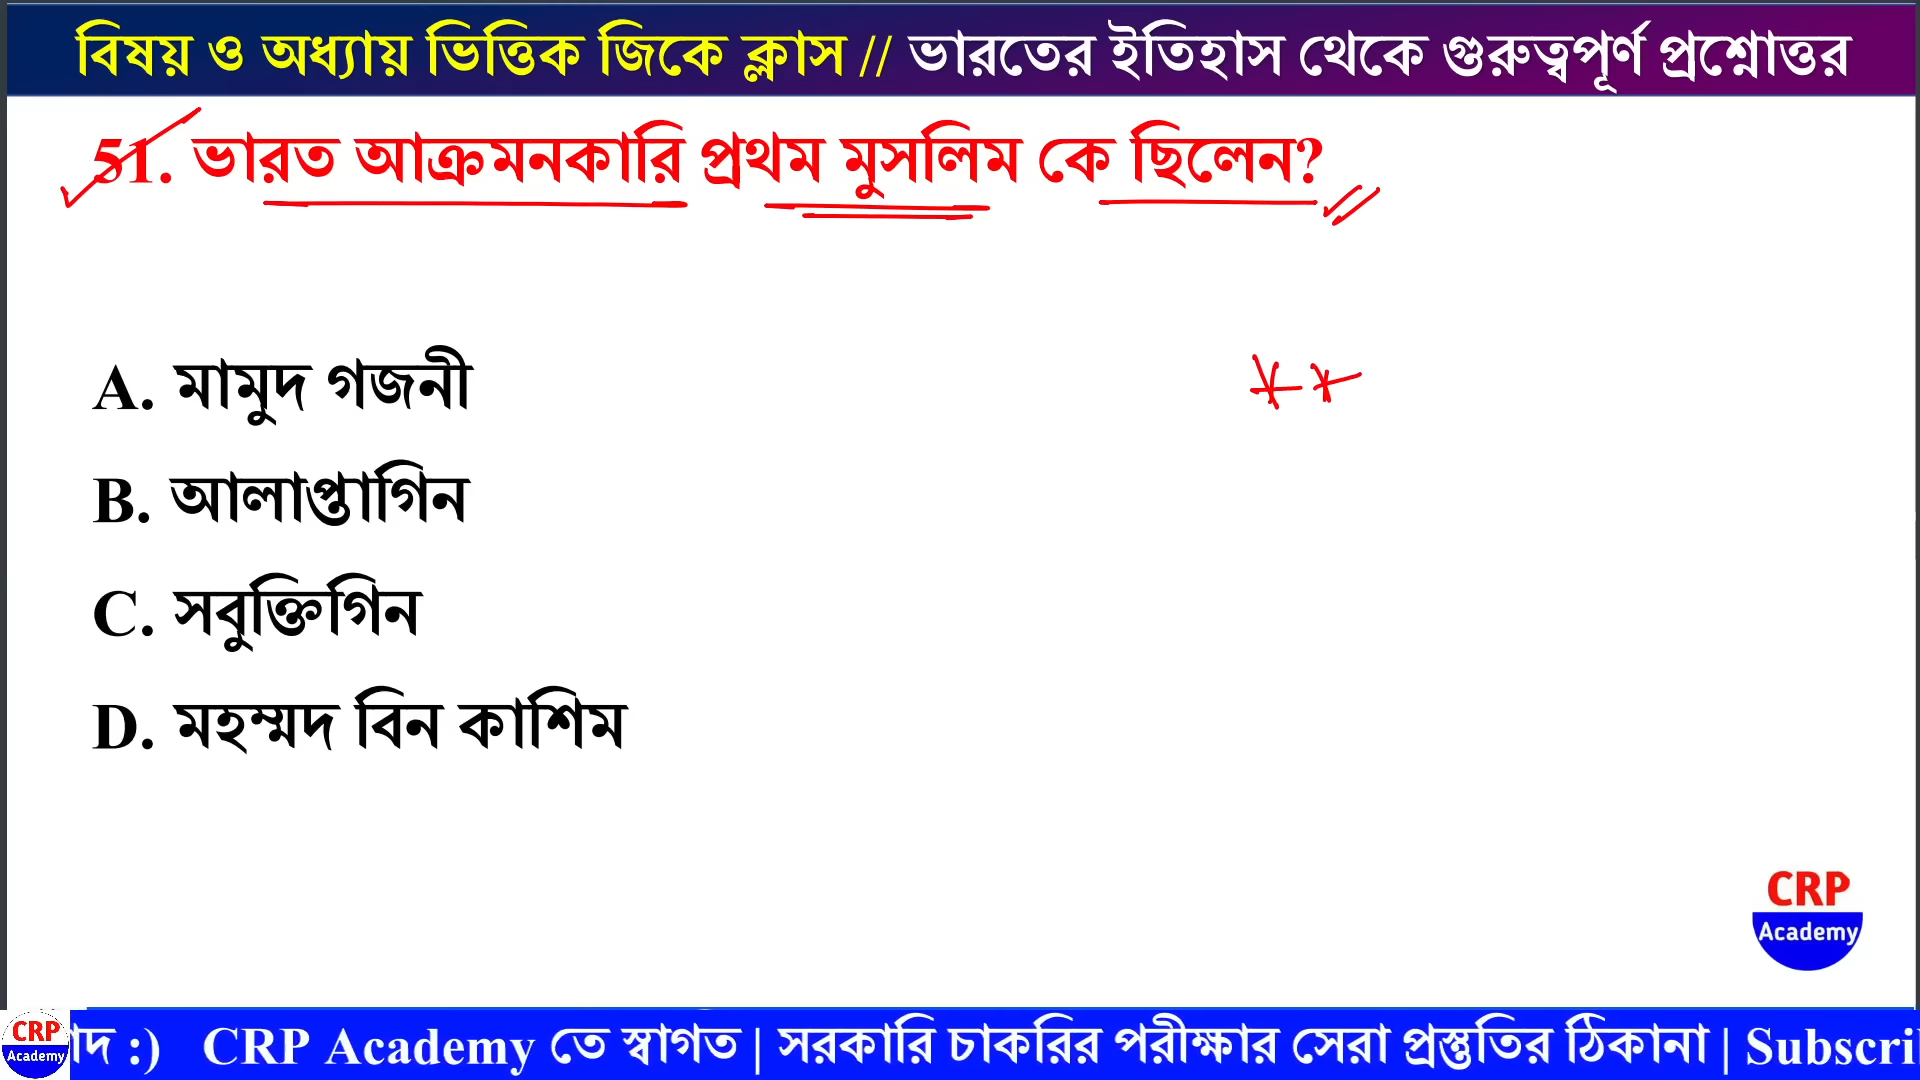 বিষয় ও অধ্যায় ভিত্তিক জিকে ক্লাস // ভারতের ইতিহাস থেকে গুরুত্বপূর্ণ প্রশ্নোত্তর
51. ভারত আক্রমনকারি প্রথম মুসলিম কে ছিলেন?
A. মামুদ গজনী
B. আলাপ্তাগিন
C. সবুক্তিগিন
D. মহম্মদ বিন কাশিম
CRP
Academy
CRP
Academy
াদ :) CRP Academy তে স্বাগত | সরকারি চাকরির পরীক্ষার সেরা প্রস্তুতির ঠিকানা | Subscri